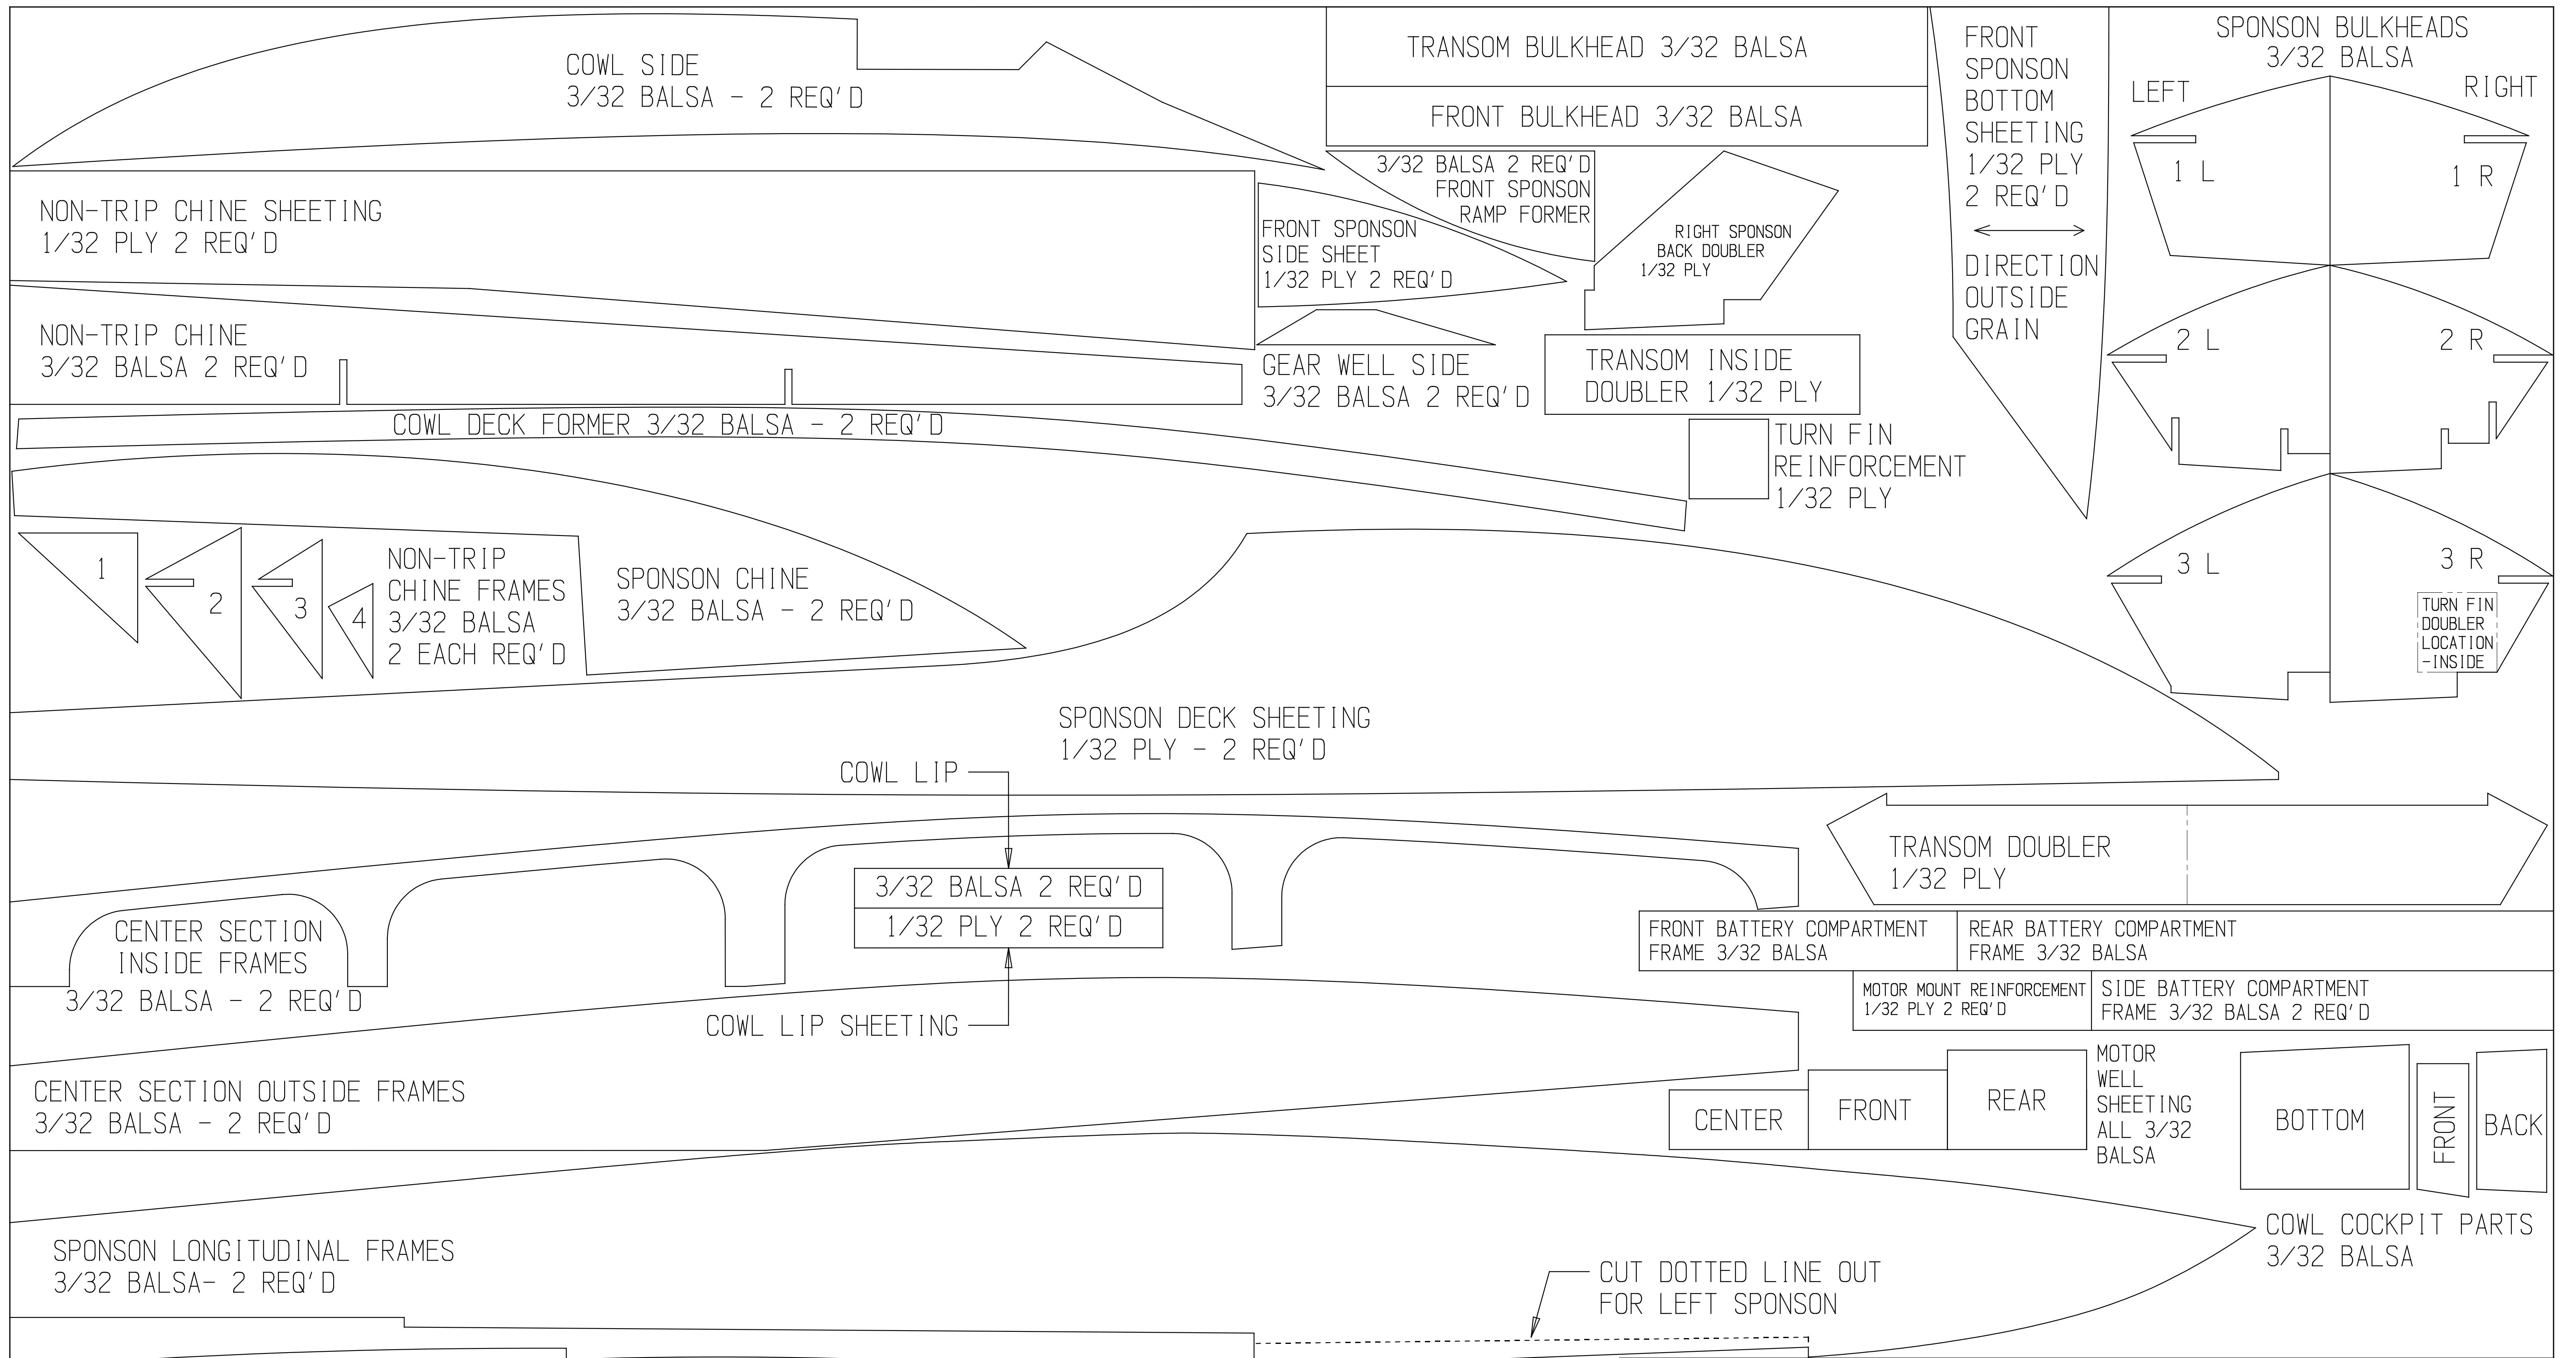 COWL SIDE
3/32 BALSA - 2 REQ'D
TRANSOM BULKHEAD 3/32 BALSA
FRONT BULKHEAD 3/32 BALSA
FRONT
SPONSON
BOTTOM
SHEETING
1/32 PLY
2 REQ'D
DIRECTION
OUTSIDE
GRAIN
SPONSON BULKHEADS
3/32 BALSA
LEFT
RIGHT
1 L
1 R
2 L
2 R
3 L
3 R
TURN FIN
DOUBLER
LOCATION
-INSIDE
NON-TRIP CHINE SHEETING
1/32 PLY 2 REQ'D
3/32 BALSA 2 REQ'D
FRONT SPONSON
RAMP FORMER
FRONT SPONSON
SIDE SHEET
1/32 PLY 2 REQ'D
RIGHT SPONSON
BACK DOUBLER
1/32 PLY
NON-TRIP CHINE
3/32 BALSA 2 REQ'D
GEAR WELL SIDE
3/32 BALSA 2 REQ'D
TRANSOM INSIDE
DOUBLER 1/32 PLY
COWL DECK FORMER 3/32 BALSA - 2 REQ'D
TURN FIN
REINFORCEMENT
1/32 PLY
1
2
3
4
NON-TRIP
CHINE FRAMES
3/32 BALSA
2 EACH REQ'D
SPONSON CHINE
3/32 BALSA - 2 REQ'D
SPONSON DECK SHEETING
1/32 PLY - 2 REQ'D
COWL LIP
3/32 BALSA 2 REQ'D
1/32 PLY 2 REQ'D
COWL LIP SHEETING
TRANSOM DOUBLER
1/32 PLY
CENTER SECTION
INSIDE FRAMES
3/32 BALSA - 2 REQ'D
FRONT BATTERY COMPARTMENT
FRAME 3/32 BALSA
REAR BATTERY COMPARTMENT
FRAME 3/32 BALSA
MOTOR MOUNT REINFORCEMENT
1/32 PLY 2 REQ'D
SIDE BATTERY COMPARTMENT
FRAME 3/32 BALSA 2 REQ'D
CENTER SECTION OUTSIDE FRAMES
3/32 BALSA - 2 REQ'D
CENTER
FRONT
REAR
MOTOR
WELL
SHEETING
ALL 3/32
BALSA
BOTTOM
FRONT
BACK
COWL COCKPIT PARTS
3/32 BALSA
SPONSON LONGITUDINAL FRAMES
3/32 BALSA- 2 REQ'D
CUT DOTTED LINE OUT
FOR LEFT SPONSON